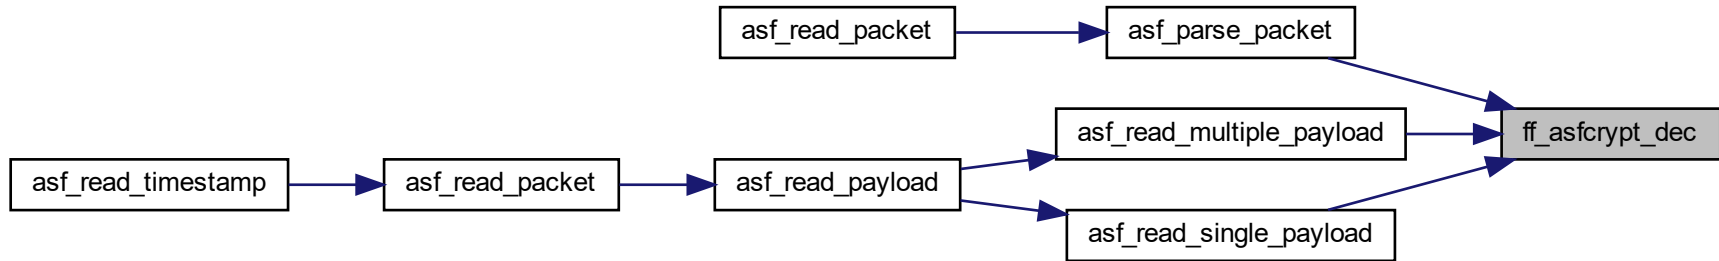 asf_read_packet
asf_parse_packet
asf_read_multiple_payload
ff_asfcrypt_dec
asf_read_timestamp
asf_read_packet
asf_read_payload
asf_read_single_payload